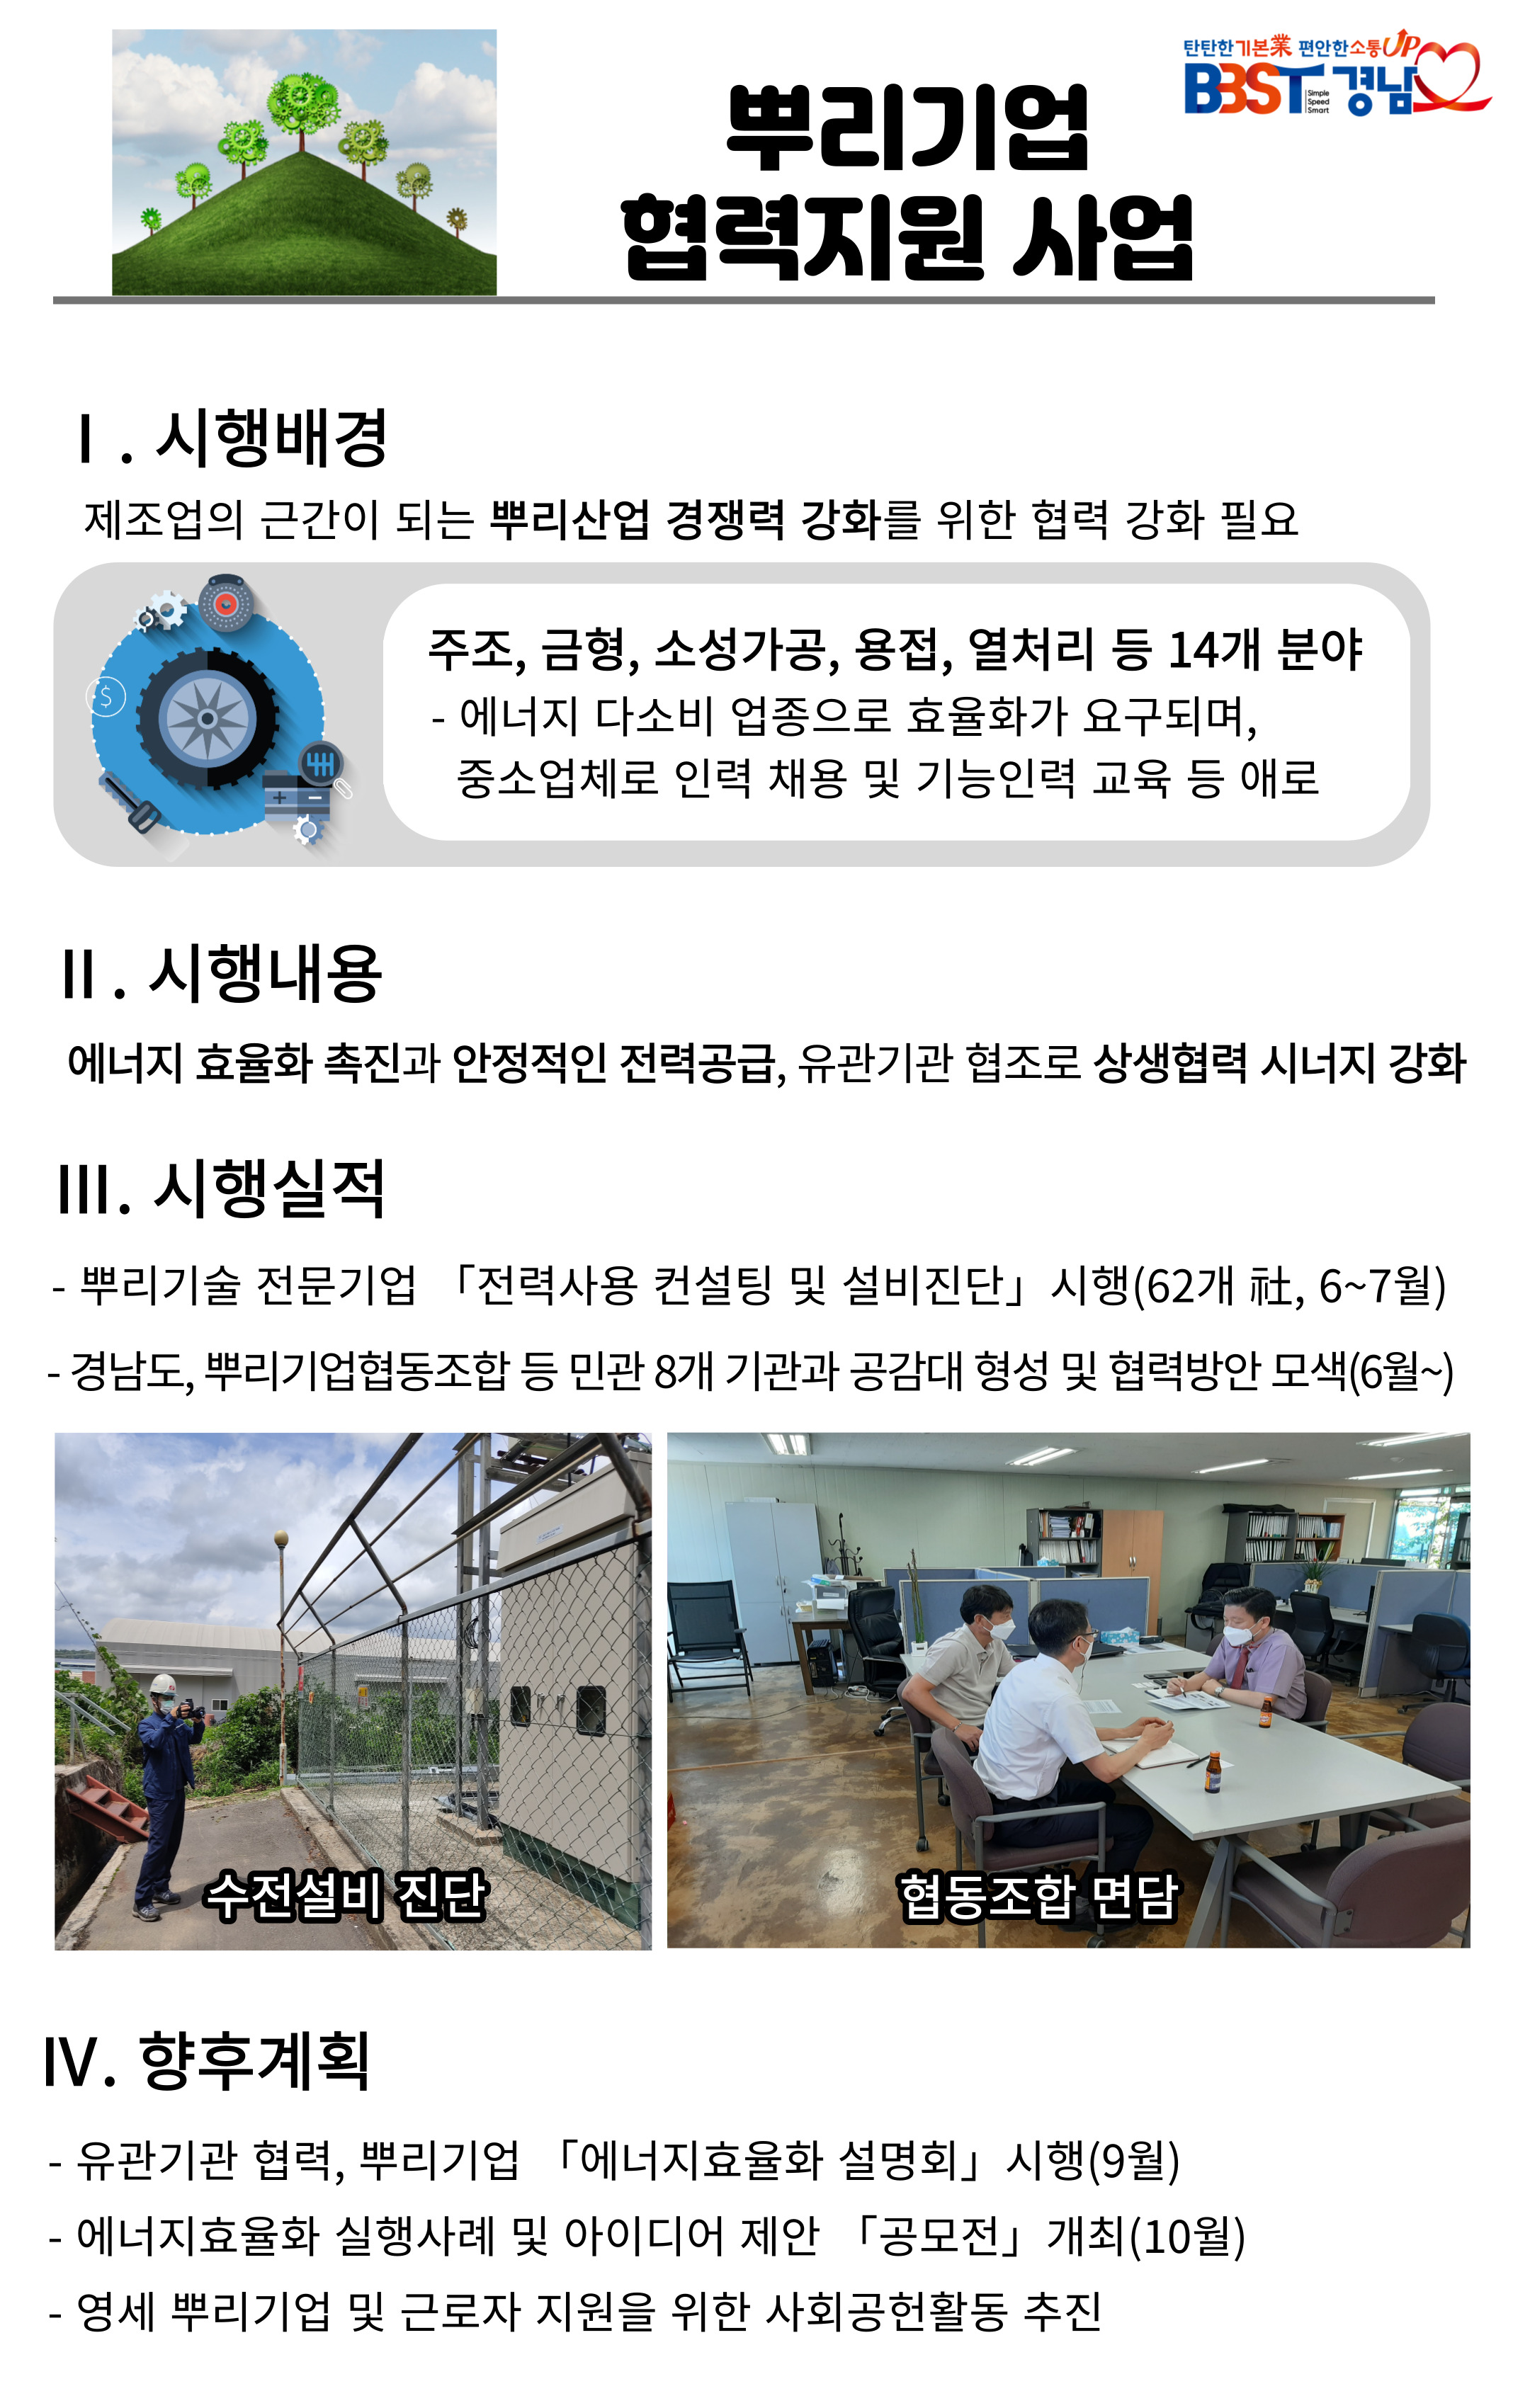 탄탄한기본業 편안한소통UP
BBST Simple Speed Smart 경남
뿌리기업
협력지원 사업
Ⅰ. 시행배경
제조업의 근간이 되는 뿌리산업 경쟁력 강화를 위한 협력 강화 필요
주조, 금형, 소성가공, 용접, 열처리 등 14개 분야
- 에너지 다소비 업종으로 효율화가 요구되며,
중소업체로 인력 채용 및 기능인력 교육 등 애로
Ⅱ. 시행내용
에너지 효율화 촉진과 안정적인 전력공급, 유관기관 협조로 상생협력 시너지 강화
Ⅲ. 시행실적
- 뿌리기술 전문기업 「전력사용 컨설팅 및 설비진단」시행(62개 社, 6~7월)
- 경남도, 뿌리기업협동조합 등 민관 8개 기관과 공감대 형성 및 협력방안 모색(6월~)
수전설비 진단
협동조합 면담
Ⅳ. 향후계획
- 유관기관 협력, 뿌리기업 「에너지효율화 설명회」시행(9월)
- 에너지효율화 실행사례 및 아이디어 제안 「공모전」개최(10월)
- 영세 뿌리기업 및 근로자 지원을 위한 사회공헌활동 추진